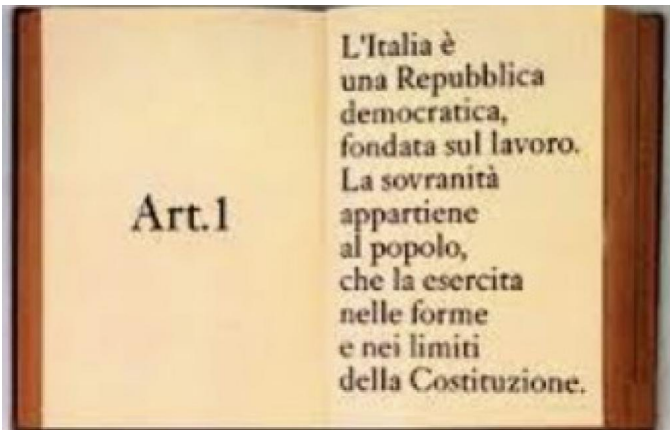 Art.1
L'Italia è
una Repubblica
democratica,
fondata sul lavoro.
La sovranità
appartiene
al popolo,
che la esercita
nelle forme
e nei limiti
della Costituzione.